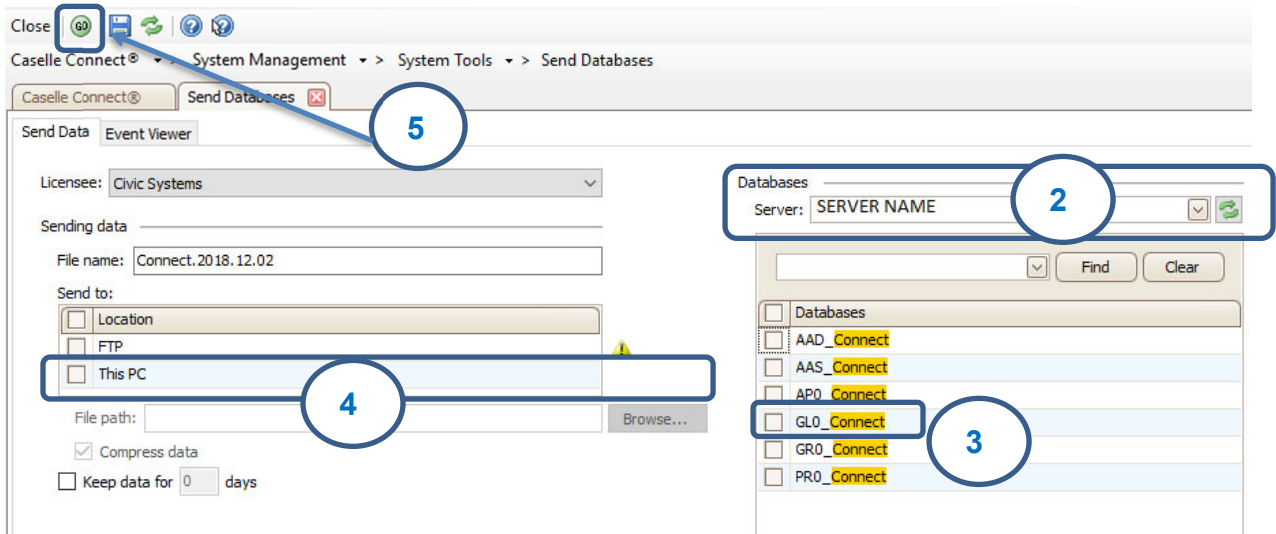 Close GO
Caselle Connect® > System Management > System Tools > Send Databases
Caselle Connect® Send Databases
5
Send Data Event Viewer
Licensee: Civic Systems
Sending data
File name: Connect.2018.12.02
Send to:
Location
FTP
This PC
4
File path: Browse...
Compress data
Keep data for 0 days
Databases
2
Server: SERVER NAME
Find Clear
Databases
AAD_Connect
AAS_Connect
AP0_Connect
GL0_Connect
3
GR0_Connect
PR0_Connect